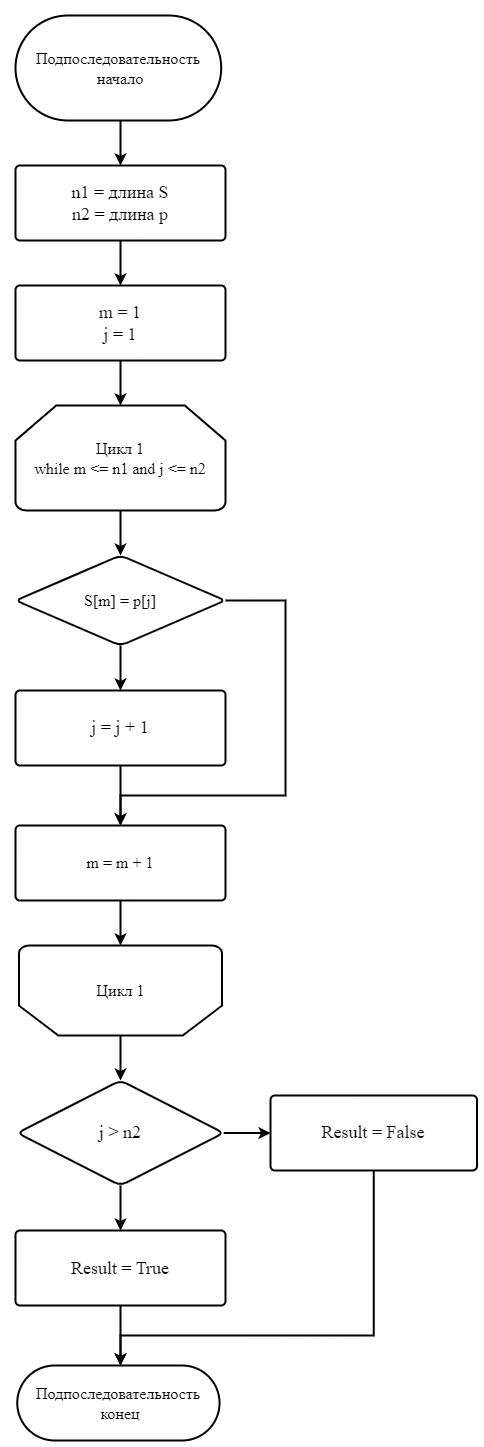 Подпоследовательность
начало
n1 = длина S
n2 = длина p
m = 1
j = 1
Цикл 1
while m <= n1 and j <= n2
S[m] = p[j]
j = j + 1
m = m + 1
Цикл 1
j > n2
Result = False
Result = True
Подпоследовательность
конец